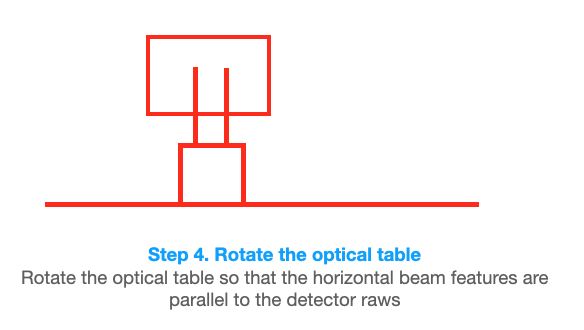 Step 4. Rotate the optical table
Rotate the optical table so that the horizontal beam features are
parallel to the detector raws